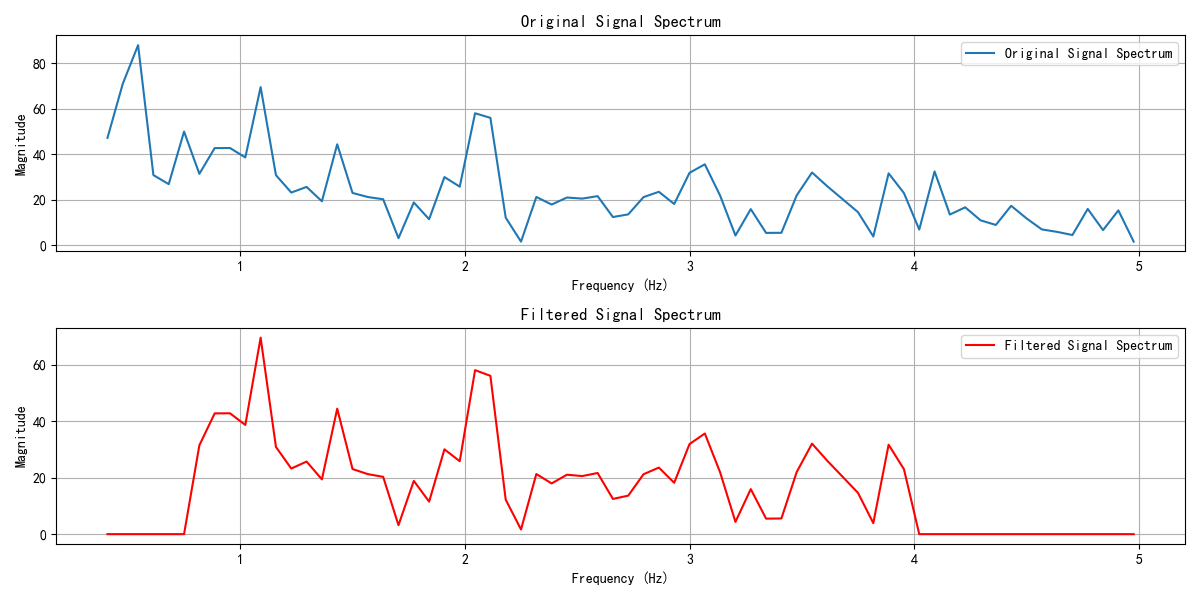 Original Signal Spectrum
Original Signal Spectrum
Magnitude
80
60
40
20
0
1 2 3 4 5
Frequency (Hz)
Filtered Signal Spectrum
Filtered Signal Spectrum
Magnitude
60
40
20
0
1 2 3 4 5
Frequency (Hz)